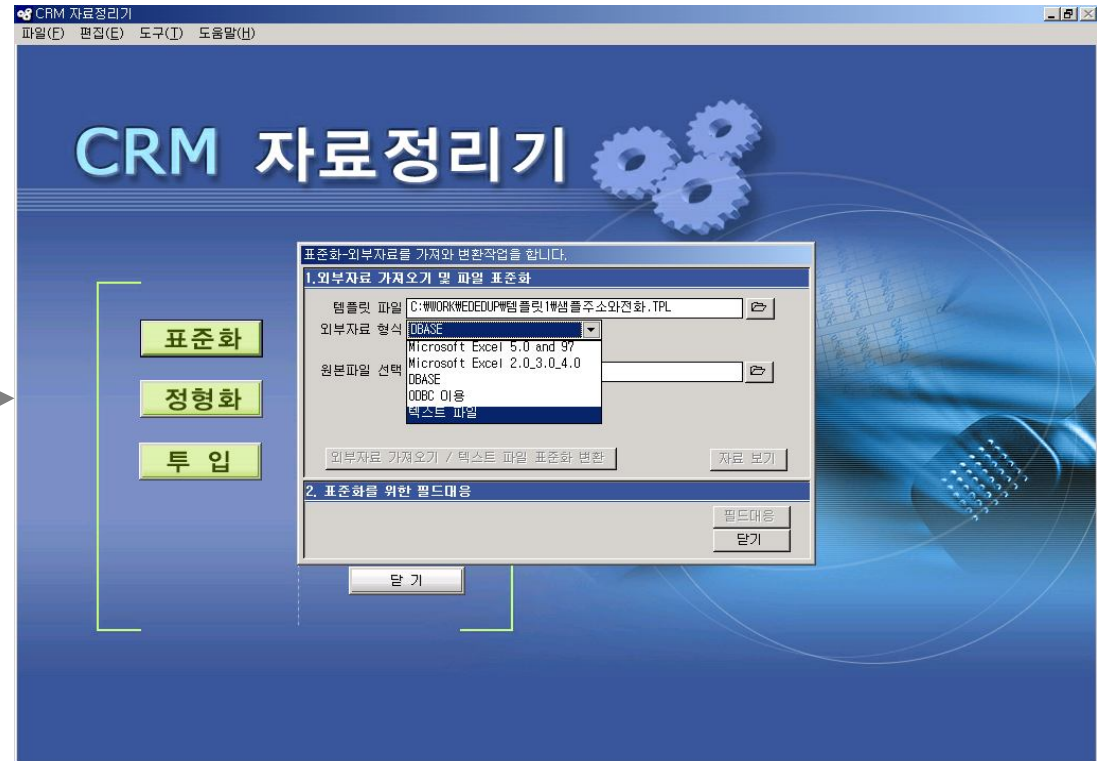 CRM 자료정리기
파일(F) 편집(E) 도구(T) 도움말(H)
CRM 자료정리기
표준화-외부자료를 가져와 변환작업을 합니다.
1.외부자료 가져오기 및 파일 표준화
템플릿 파일 C:₩WORK₩EDEDUP₩템플릿1₩샘플주소와전화.TPL
외부자료 형식 DBASE
Microsoft Excel 5.0 and 97
Microsoft Excel 2.0_3.0_4.0
원본파일 선택
DBASE
ODBC 이용
텍스트 파일
외부자료 가져오기 / 텍스트 파일 표준화 변환 자료 보기
2. 표준화를 위한 필드대응
필드대응
닫기
표준화
정형화
투 입
닫 기